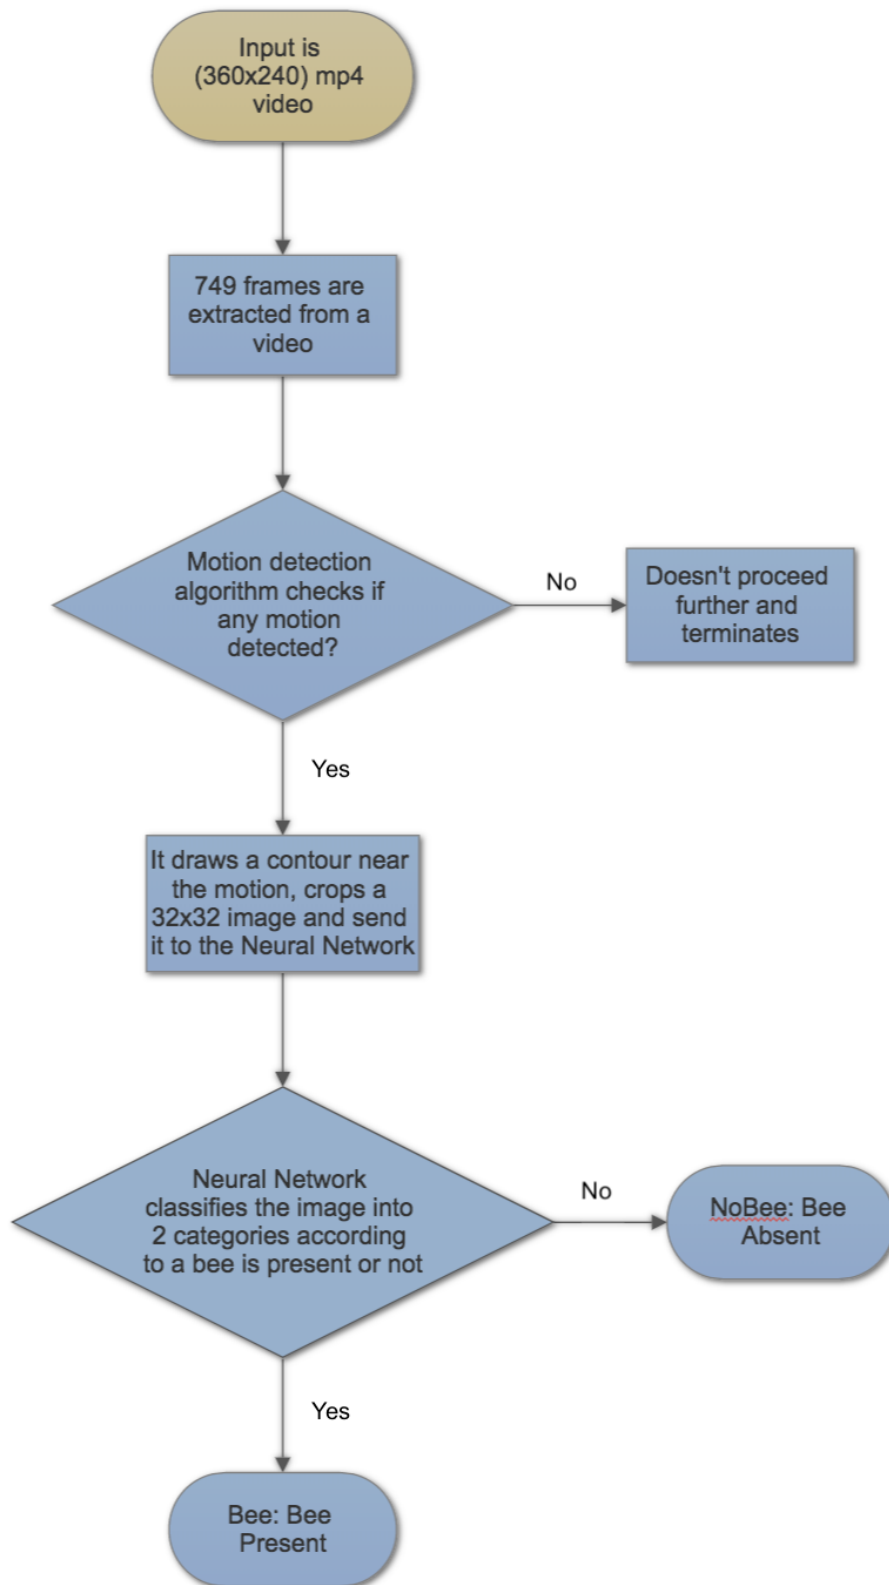 Input is
(360x240) mp4
video
749 frames are
extracted from a
video
Motion detection
algorithm checks if
any motion
detected?
No
Doesn't proceed
further and
terminates
Yes
It draws a contour near
the motion, crops a
32x32 image and send
it to the Neural Network
Neural Network
classifies the image into
2 categories according
to a bee is present or not
No
NoBee: Bee
Absent
Yes
Bee: Bee
Present